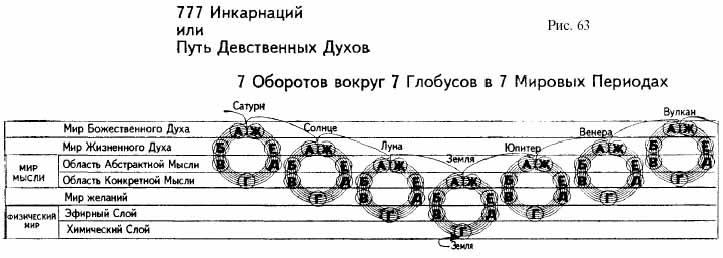 777 Инкарнаций
или
Путь Девственных Духов
Рис. 63
7 Оборотов вокруг 7 Глобусов в 7 Мировых Периодах
Сатурн Солнце Луна Земля Юпитер Венера Вулкан
Мир Божественного Духа
Мир Жизненного Духа
МИР МЫСЛИ
Область Абстрактной Мысли
Область Конкретной Мысли
Мир желаний
ФИЗИЧЕСКИЙ МИР
Эфирный Слой
Химический Слой
А Ж Б Е В Д Г
А Ж Б Е В Д Г
А Ж Б Е В Д Г
А Ж Б Е В Д Г
А Ж Б Е В Д Г
А Ж Б Е В Д Г
А Ж Б Е В Д Г
Земля